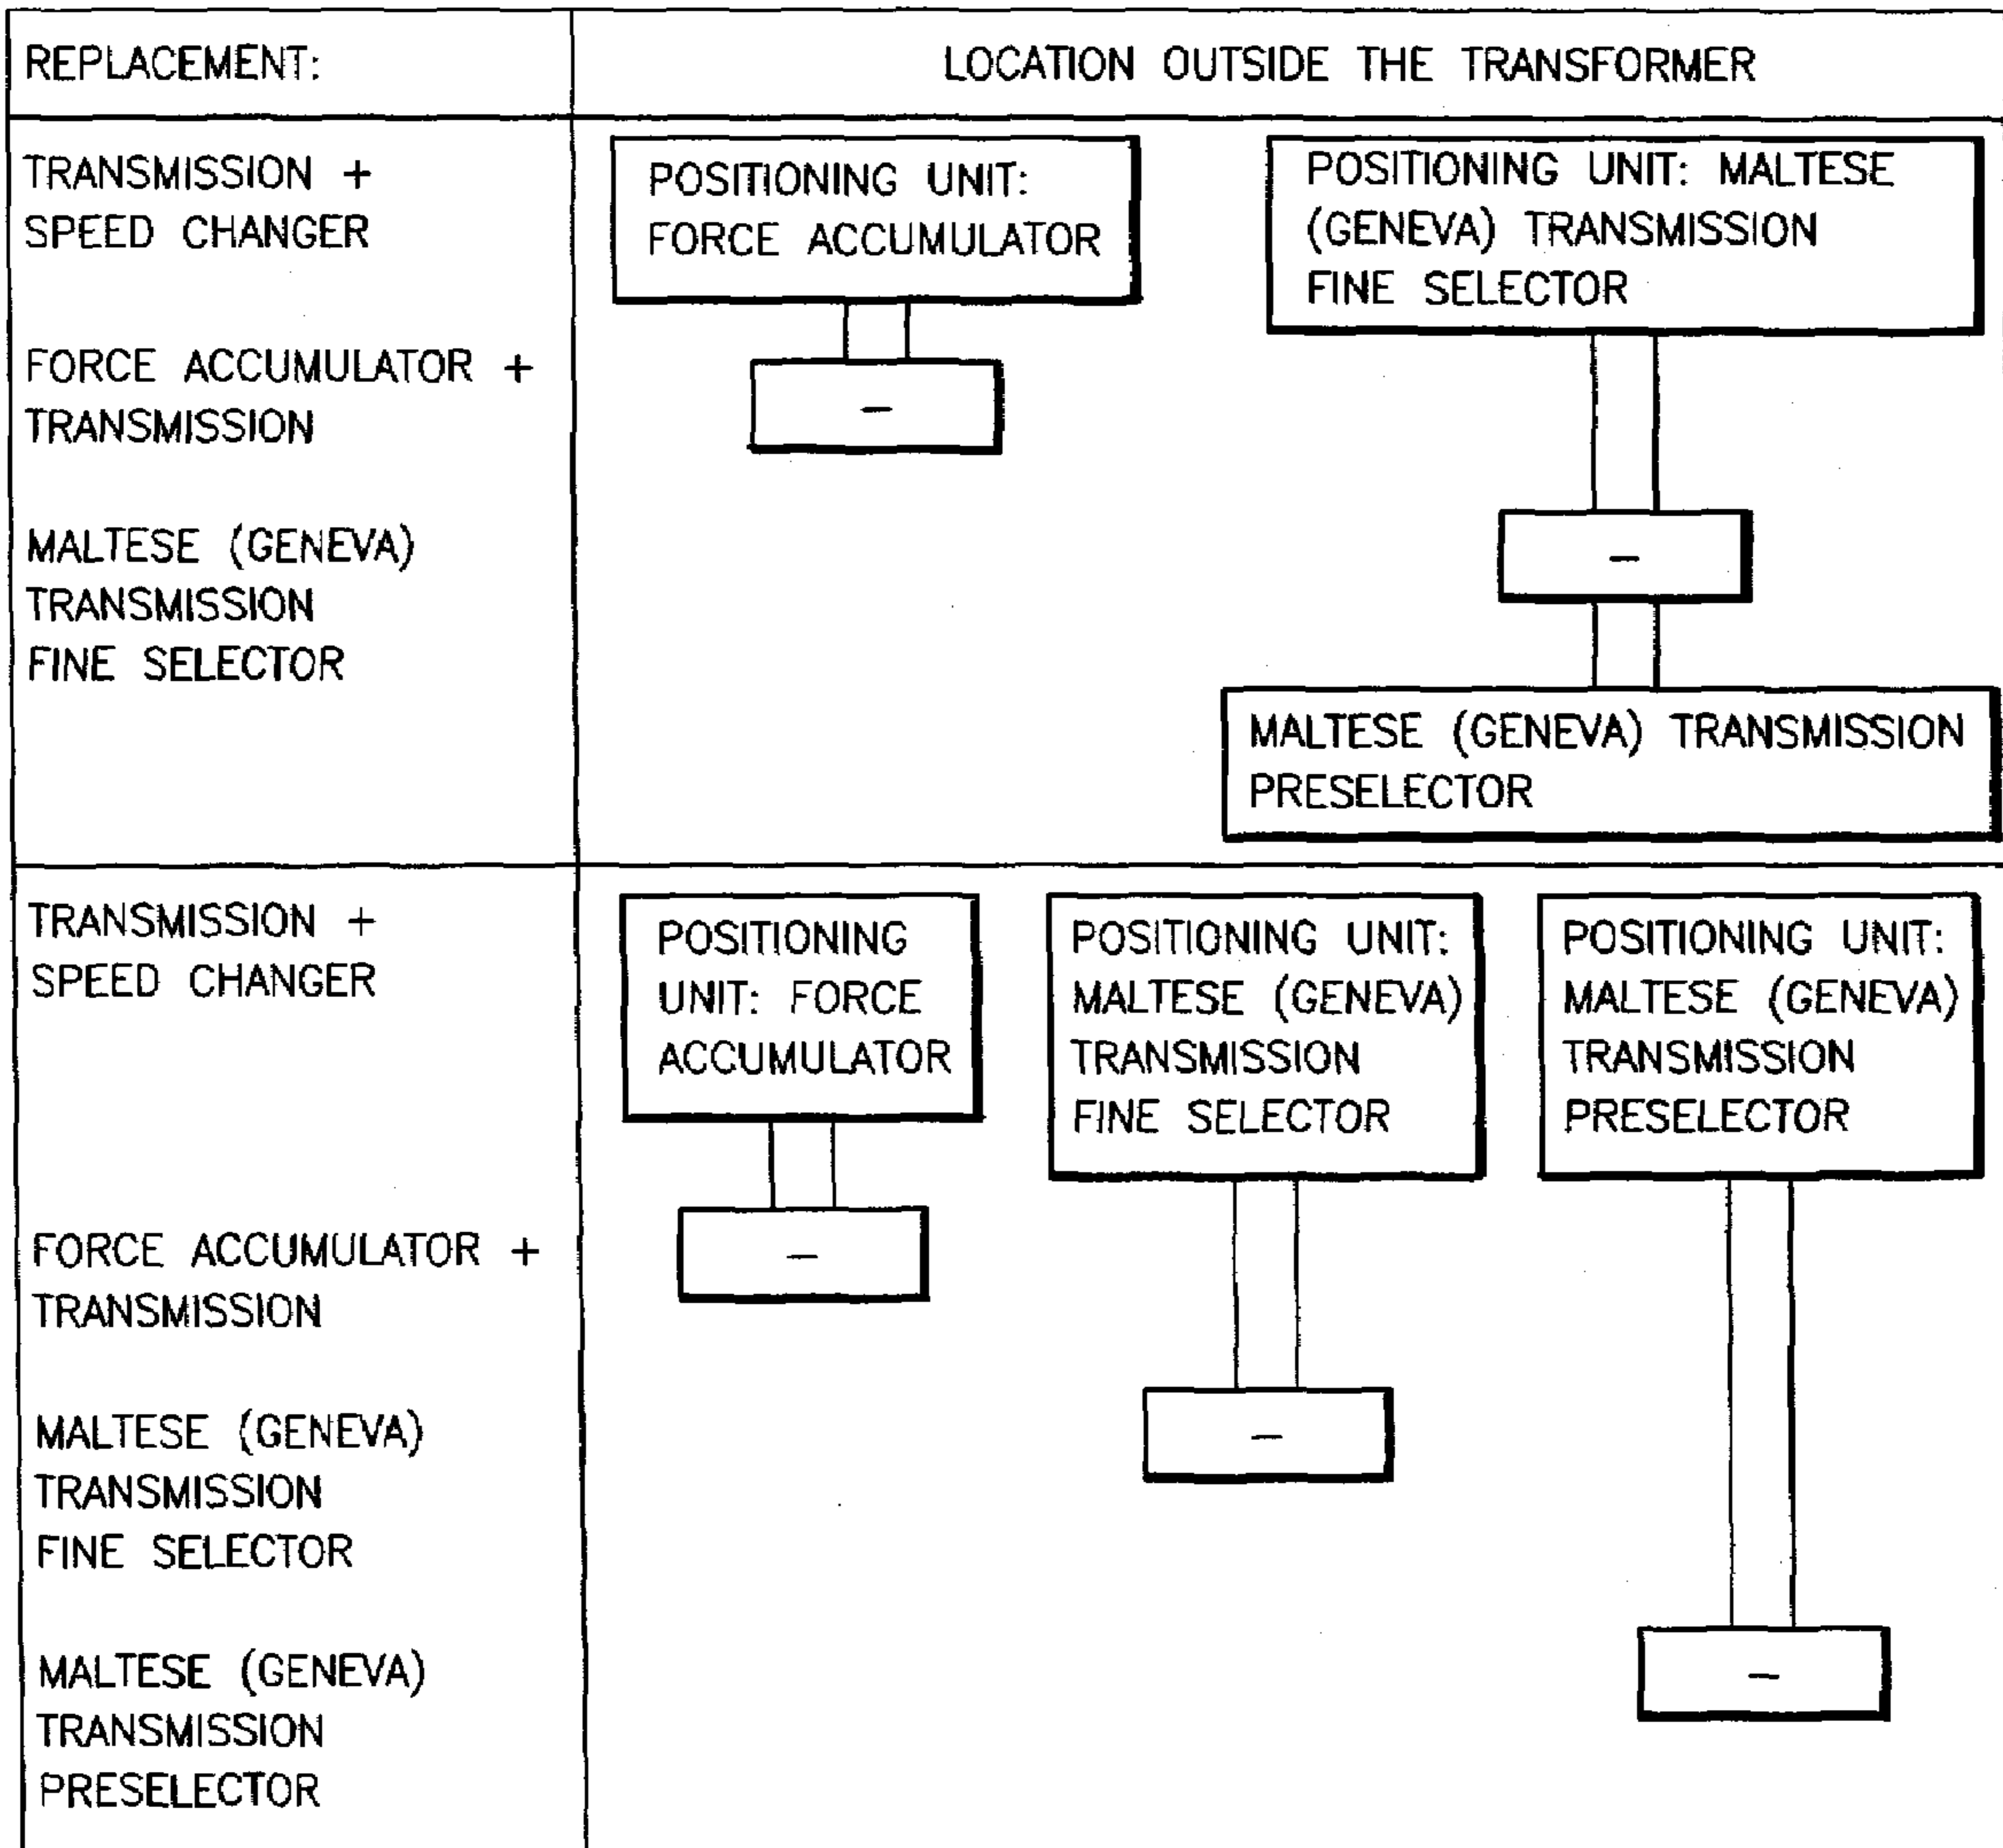 REPLACEMENT:
LOCATION OUTSIDE THE TRANSFORMER
TRANSMISSION +
SPEED CHANGER
FORCE ACCUMULATOR +
TRANSMISSION
MALTESE (GENEVA)
TRANSMISSION
FINE SELECTOR
POSITIONING UNIT:
FORCE ACCUMULATOR
–
POSITIONING UNIT: MALTESE
(GENEVA) TRANSMISSION
FINE SELECTOR
–
MALTESE (GENEVA) TRANSMISSION
PRESELECTOR
TRANSMISSION +
SPEED CHANGER
FORCE ACCUMULATOR +
TRANSMISSION
MALTESE (GENEVA)
TRANSMISSION
FINE SELECTOR
MALTESE (GENEVA)
TRANSMISSION
PRESELECTOR
POSITIONING
UNIT: FORCE
ACCUMULATOR
–
POSITIONING UNIT:
MALTESE (GENEVA)
TRANSMISSION
FINE SELECTOR
–
POSITIONING UNIT:
MALTESE (GENEVA)
TRANSMISSION
PRESELECTOR
–